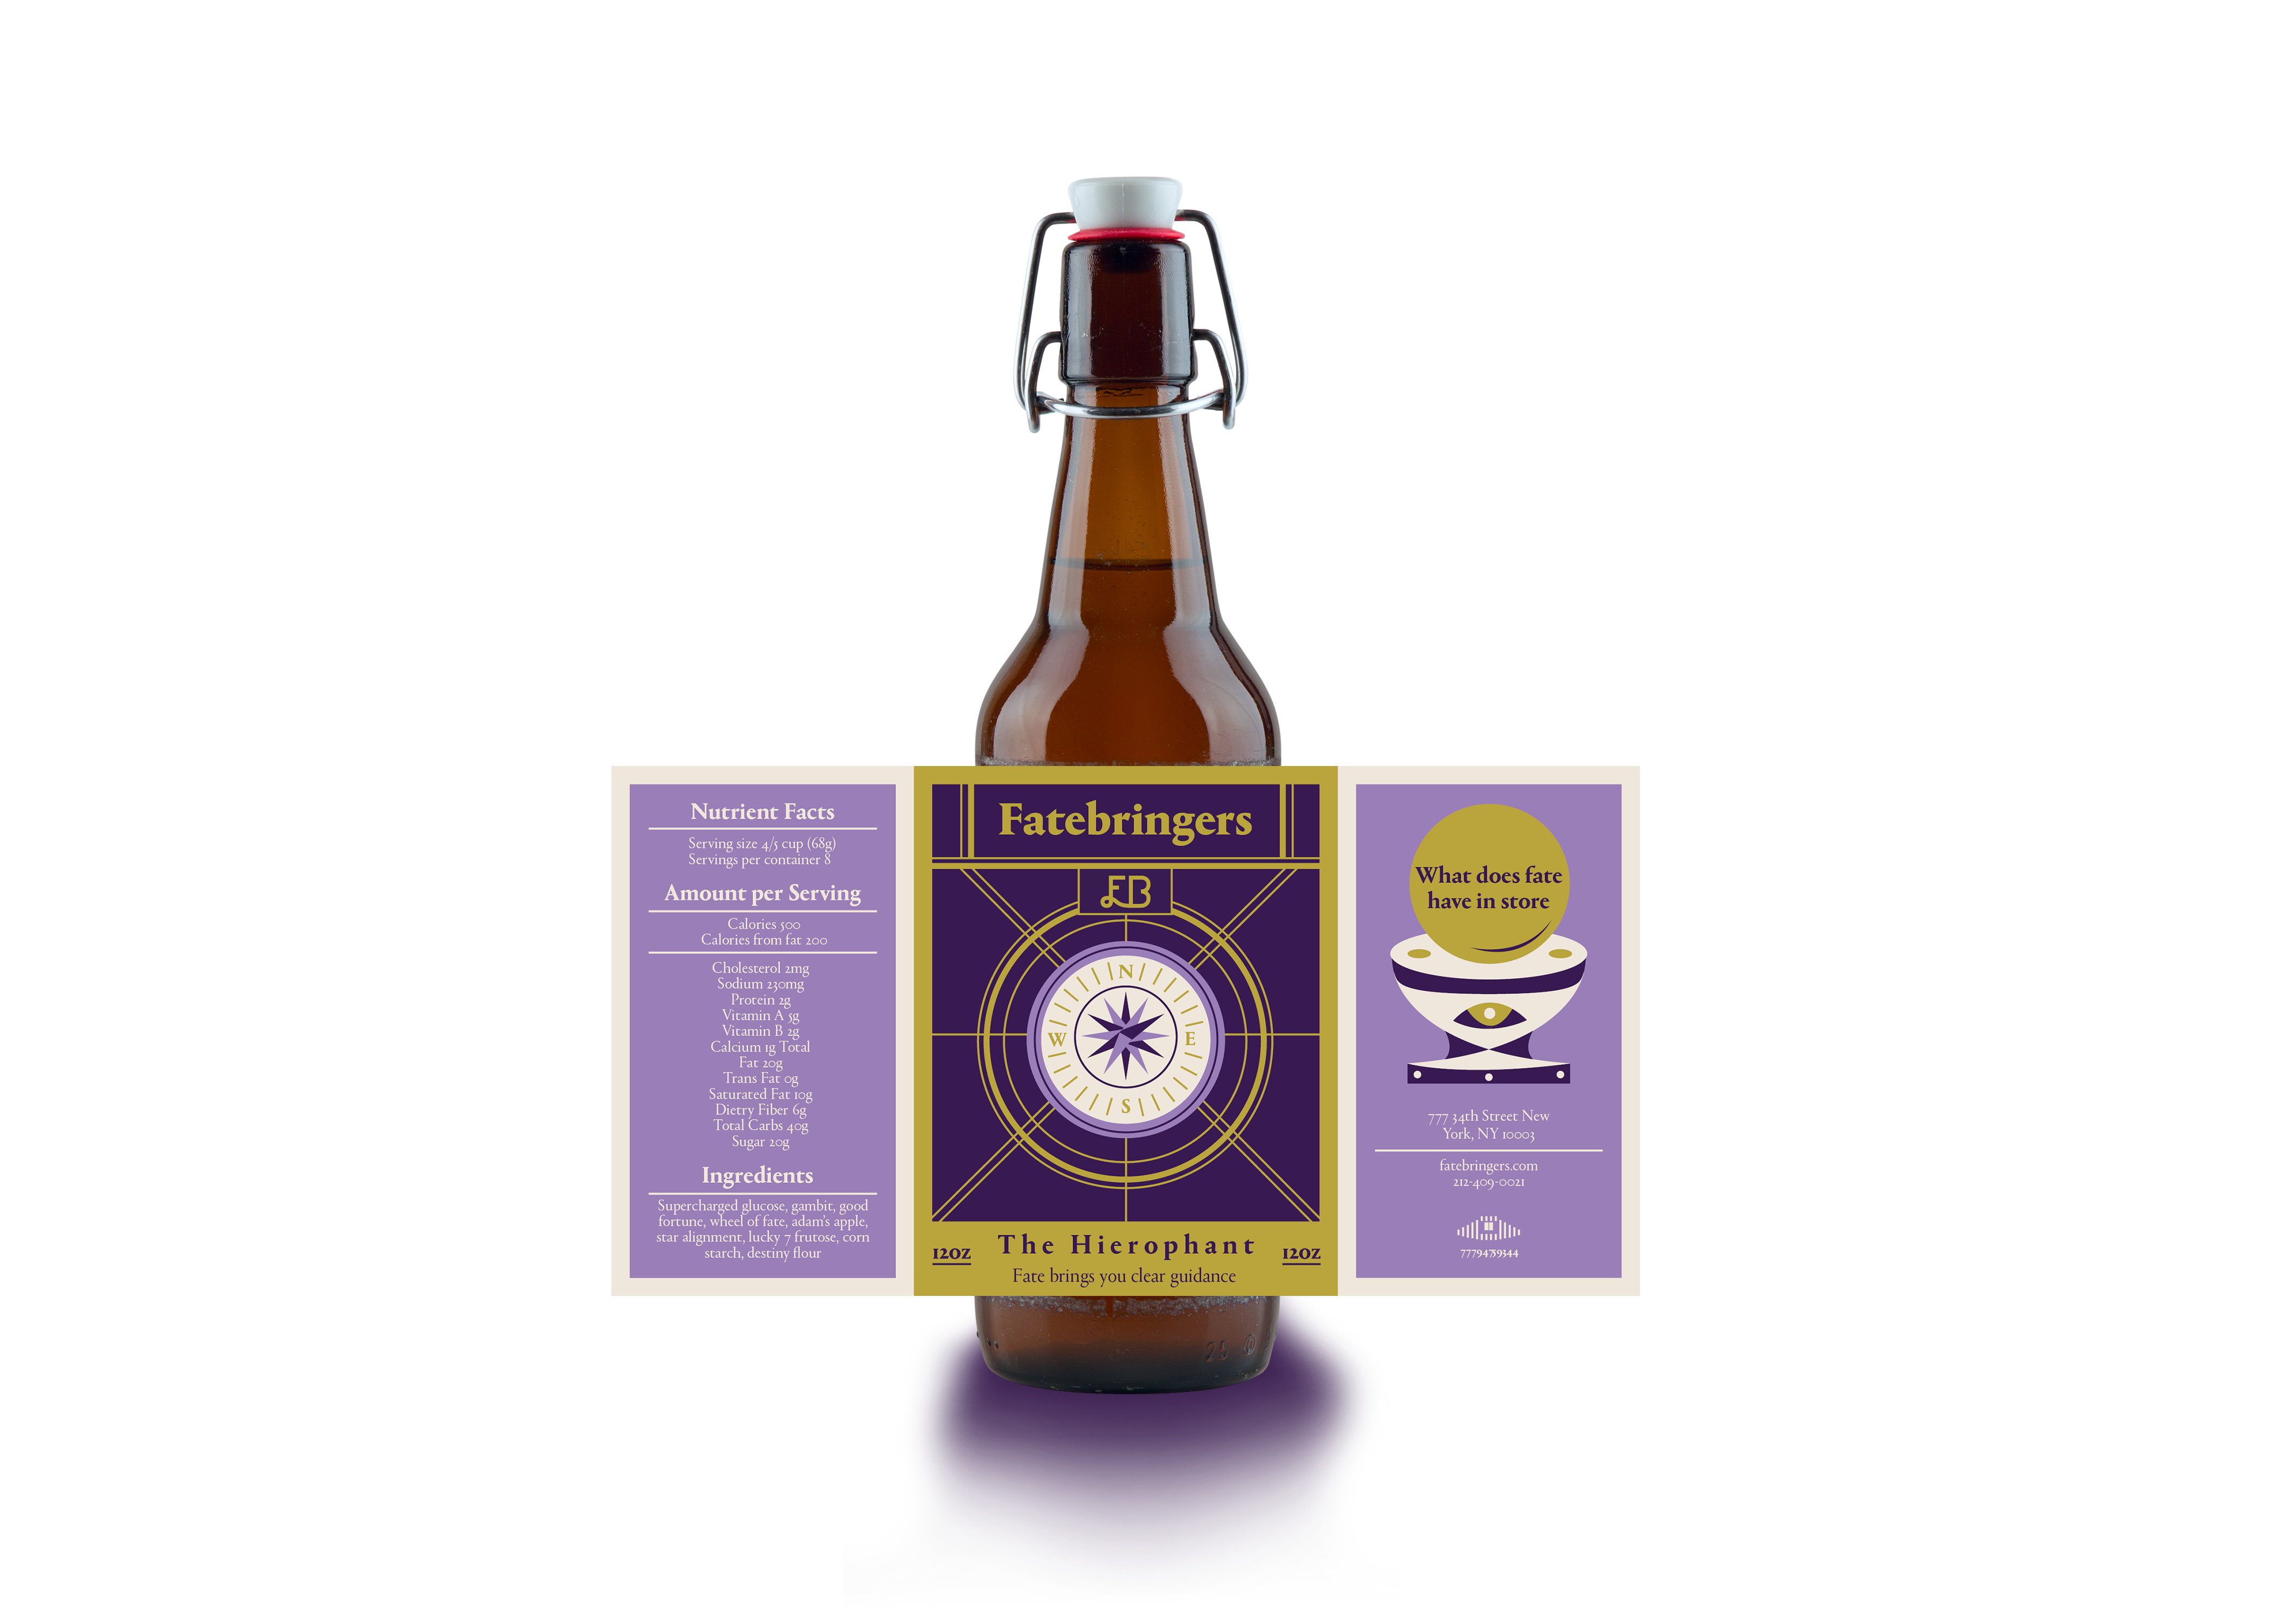 Nutrient Facts
Serving size 4/5 cup (68g)
Servings per container 8
Amount per Serving
Calories 500
Calories from fat 200
Cholesterol 2mg
Sodium 230mg
Protein 2g
Vitamin A 5g
Vitamin B 2g
Calcium 1g Total
Fat 20g
Trans Fat 0g
Saturated Fat 10g
Dietry Fiber 6g
Total Carbs 40g
Sugar 20g
Ingredients
Supercharged glucose, gambit, good
fortune, wheel of fate, adam's apple,
star alignment, lucky 7 frutose, corn
starch, destiny flour
Fatebringers
FB
N
W
E
S
12OZ
The Hierophant
12OZ
Fate brings you clear guidance
What does fate
have in store
777 34th Street New
York, NY 10003
fatebringers.com
212-409-0021